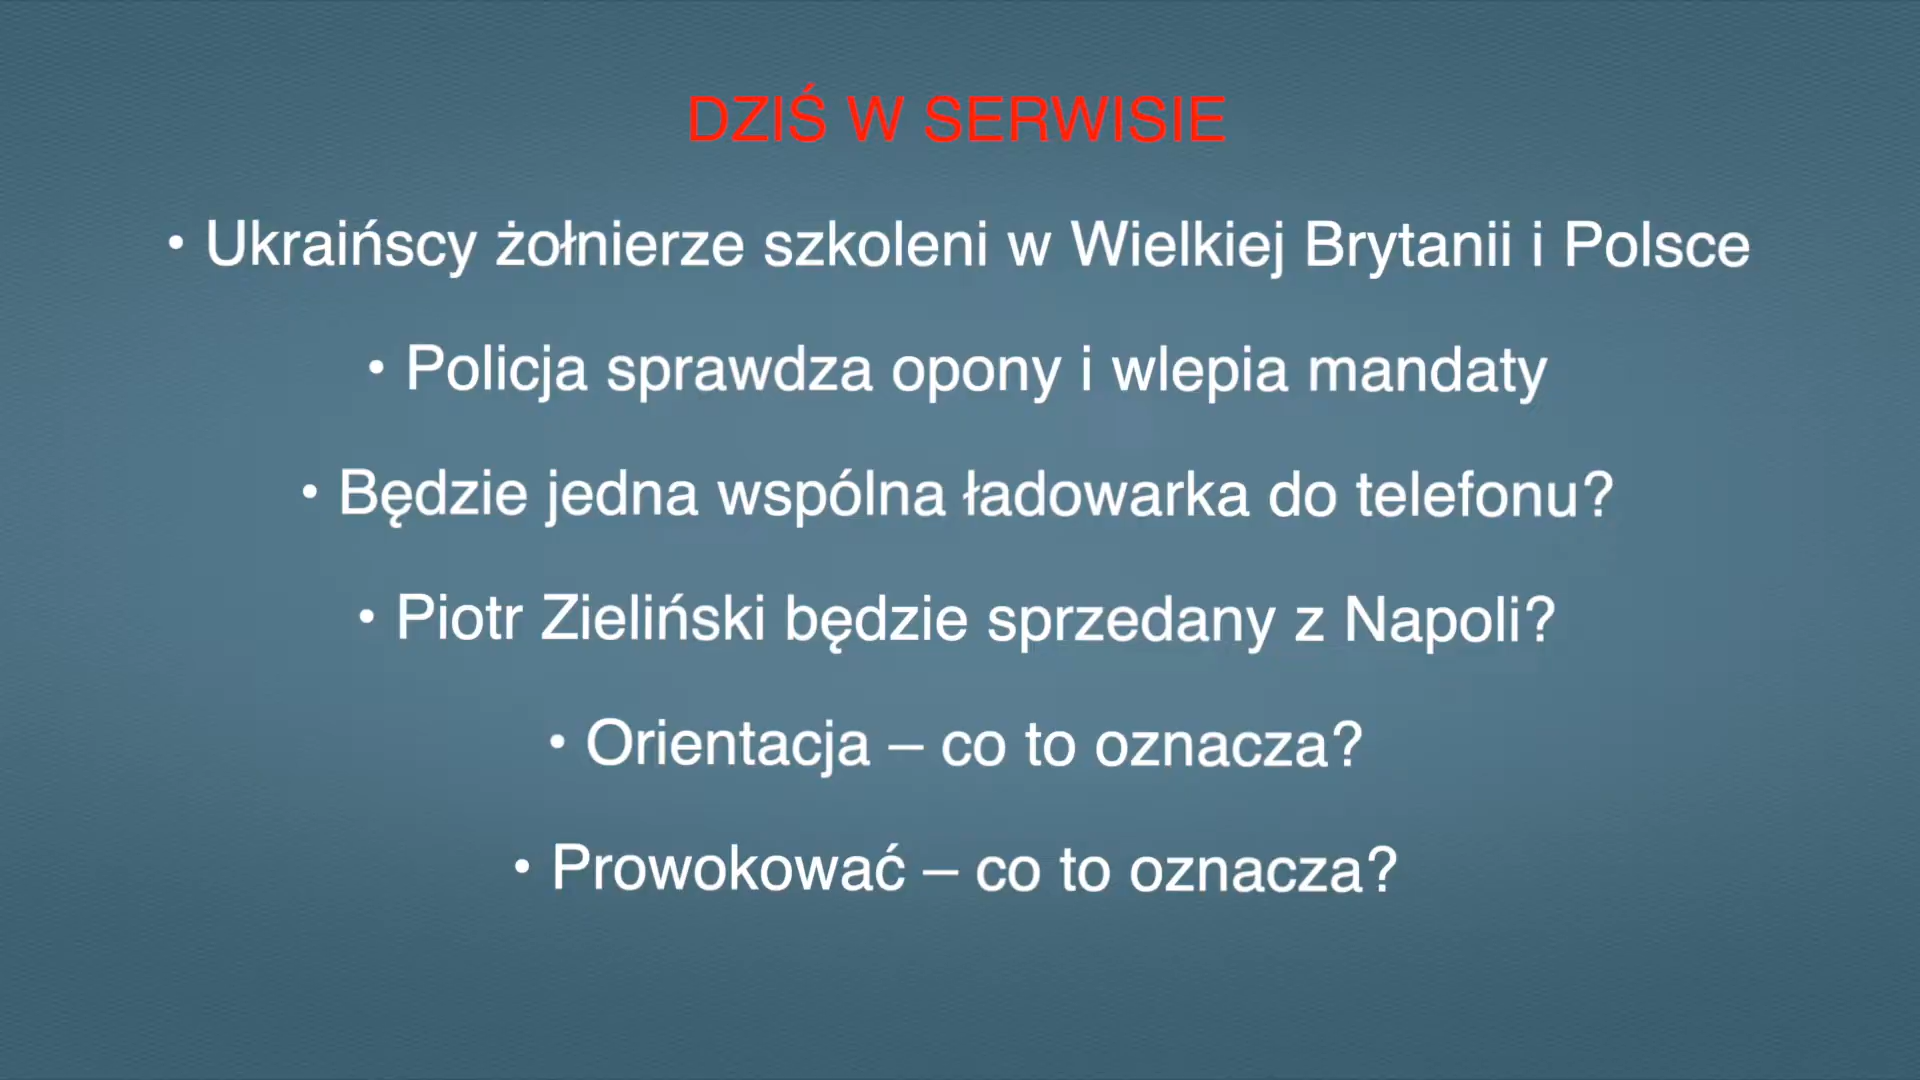 DZIŚ W SERWISIE
• Ukraińscy żołnierze szkoleni w Wielkiej Brytanii i Polsce
• Policja sprawdza opony i wlepia mandaty
• Będzie jedna wspólna ładowarka do telefonu?
• Piotr Zieliński będzie sprzedany z Napoli?
• Orientacja – co to oznacza?
• Prowokować – co to oznacza?